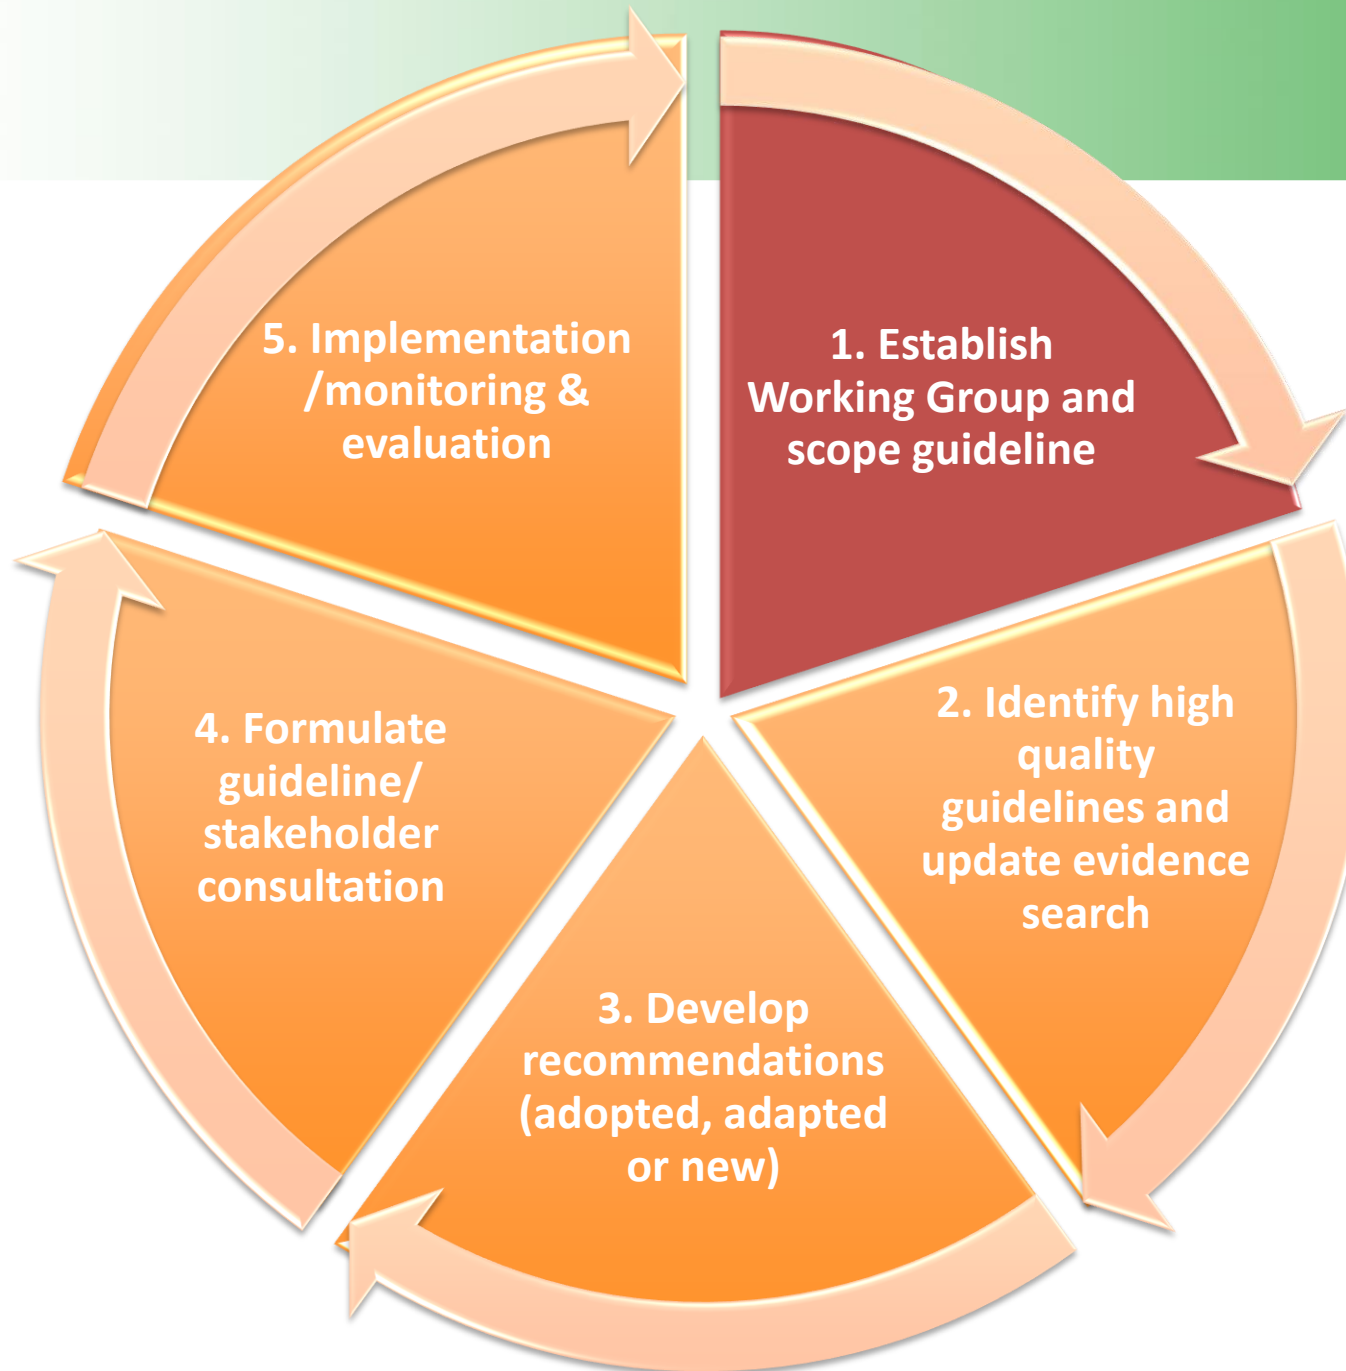 1. Establish
Working Group and
scope guideline
2. Identify high
quality
guidelines and
update evidence
search
3. Develop
recommendations
(adopted, adapted
or new)
4. Formulate
guideline/
stakeholder
consultation
5. Implementation
/monitoring &
evaluation